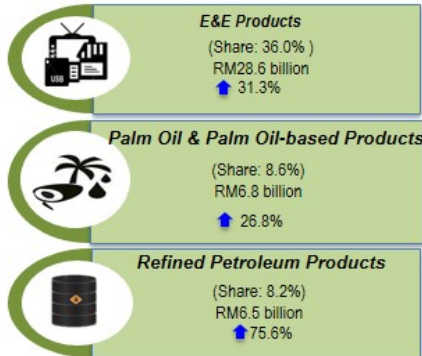 E&E Products
(Share: 36.0% )
RM28.6 billion
31.3%
USB
Palm Oil & Palm Oil-based Products
(Share: 8.6%)
RM6.8 billion
26.8%
Refined Petroleum Products
(Share: 8.2%)
RM6.5 billion
75.6%